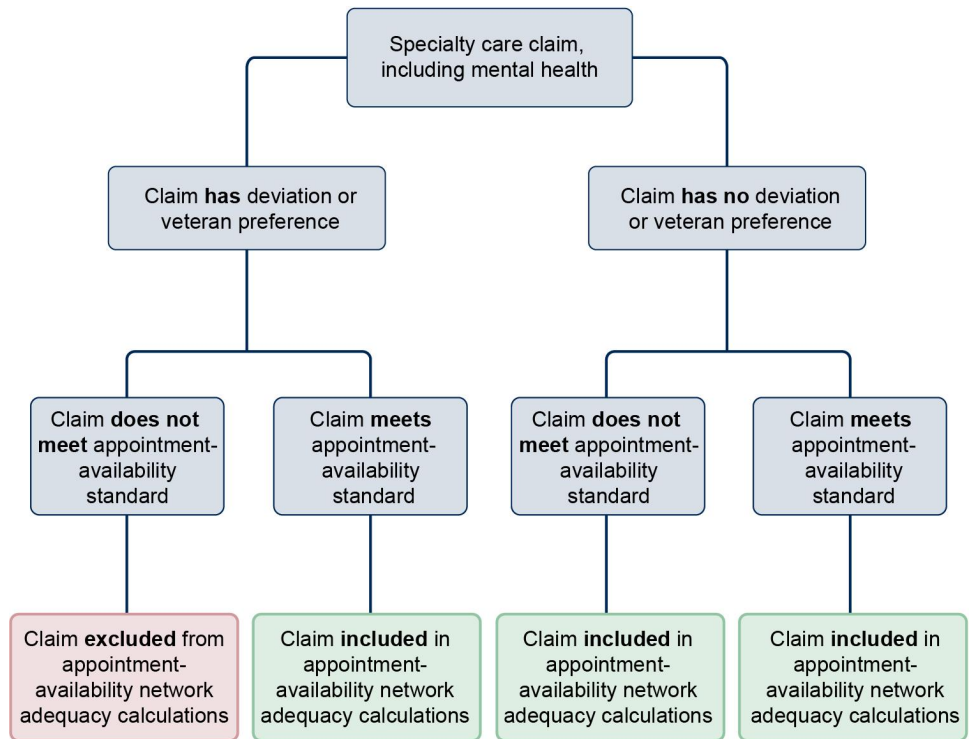 Specialty care claim,
including mental health
Claim has deviation or
veteran preference
Claim has no deviation
or veteran preference
Claim does not
meet appointment-
availability
standard
Claim meets
appointment-
availability
standard
Claim does not
meet appointment-
availability
standard
Claim meets
appointment-
availability
standard
Claim excluded from
appointment-
availability network
adequacy calculations
Claim included in
appointment-
availability network
adequacy calculations
Claim included in
appointment-
availability network
adequacy calculations
Claim included in
appointment-
availability network
adequacy calculations